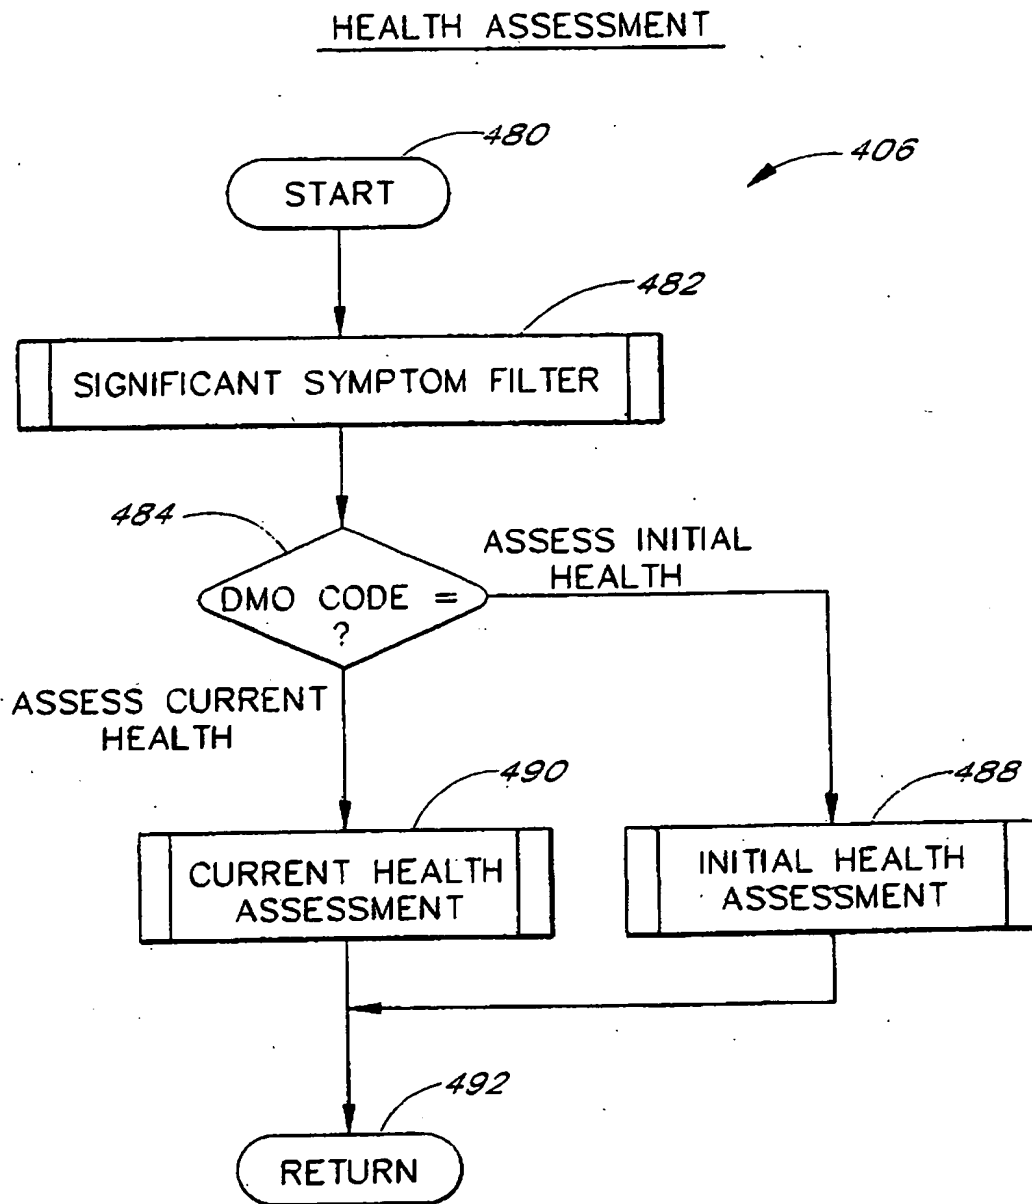 HEALTH ASSESSMENT
480
406
START
482
SIGNIFICANT SYMPTOM FILTER
484
ASSESS INITIAL
HEALTH
DMO CODE =
?
ASSESS CURRENT
HEALTH
490
488
CURRENT HEALTH
ASSESSMENT
INITIAL HEALTH
ASSESSMENT
492
RETURN